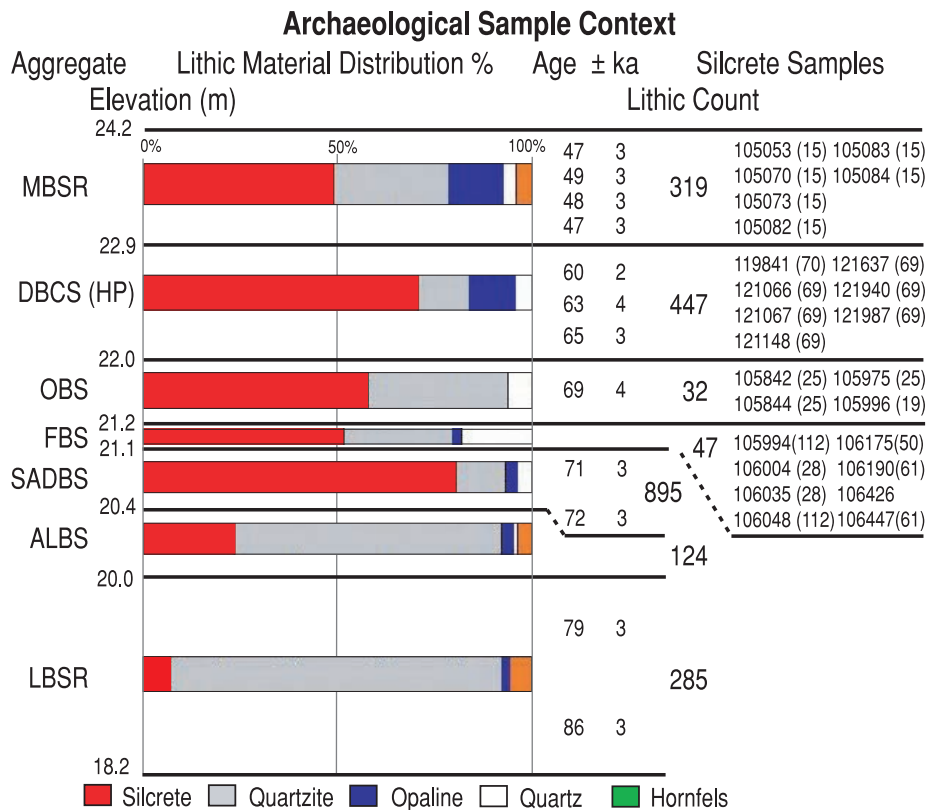 Archaeological Sample Context
Aggregate Lithic Material Distribution % Age ± ka Silcrete Samples
Elevation (m) Lithic Count
24.2
0% 50% 100%
MBSR
47 3
49 3
48 3
47 3
319
105053 (15) 105083 (15)
105070 (15) 105084 (15)
105073 (15)
105082 (15)
22.9
DBCS (HP)
60 2
63 4
65 3
447
119841 (70) 121637 (69)
121066 (69) 121940 (69)
121067 (69) 121987 (69)
121148 (69)
22.0
OBS
69 4
32
105842 (25) 105975 (25)
105844 (25) 105996 (19)
21.2
FBS
47
21.1
SADBS
71 3
895
72 3
105994(112) 106175(50)
106004 (28) 106190(61)
106035 (28) 106426
106048 (112) 106447(61)
20.4
ALBS
124
20.0
LBSR
79 3
285
86 3
18.2
Silcrete Quartzite Opaline Quartz Hornfels